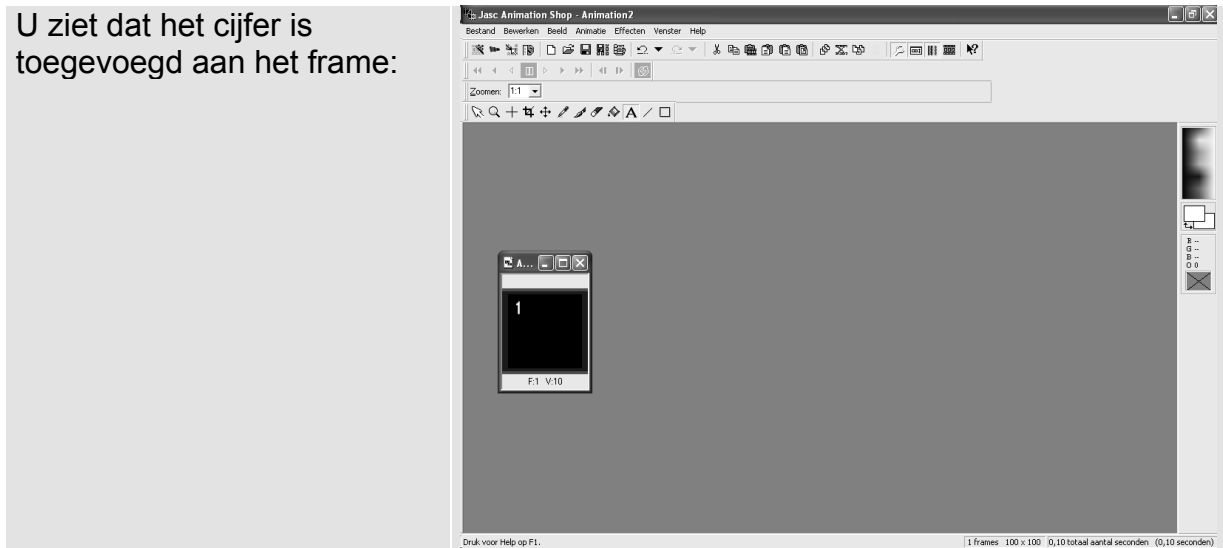 U ziet dat het cijfer is
toegevoegd aan het frame:
Jasc Animation Shop - Animation2
Bestand Bewerken Beeld Animatie Effecten Venster Help
Zoomen: 1:1
A
A...
1
F:1 V:10
R --
G --
B --
O 0
Druk voor Help op F1.
1 frames 100 x 100 0,10 totaal aantal seconden (0,10 seconden)